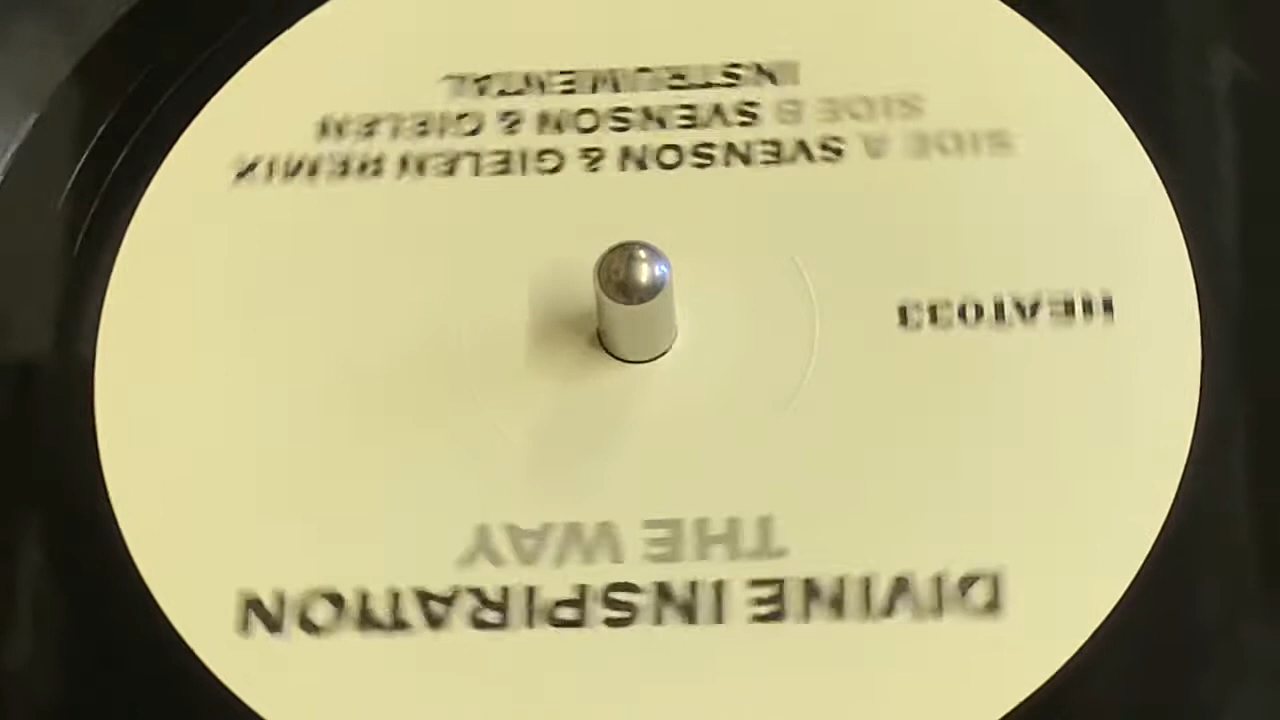 DIVINE INSPIRATION
THE WAY
HEAT033
SIDE A SVENSON & GIELEN REMIX
SIDE B SVENSON & GIELEN
INSTRUMENTAL